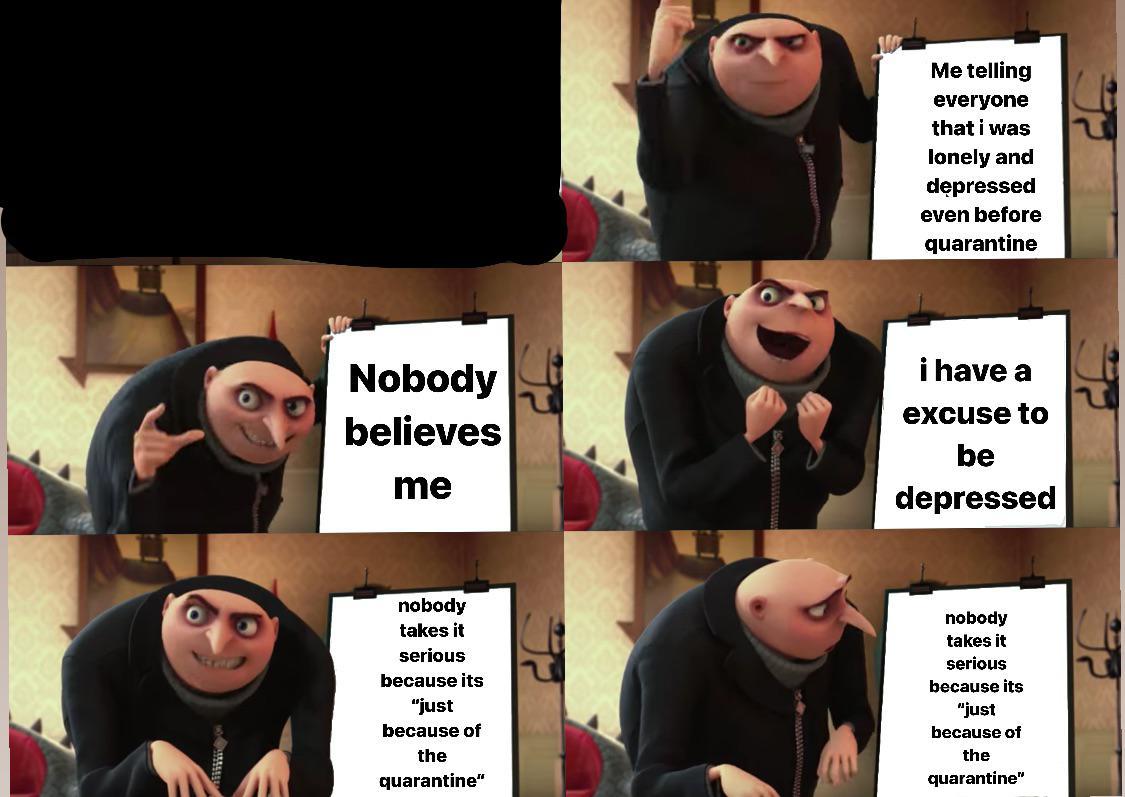 Me telling
everyone
that i was
lonely and
depressed
even before
quarantine
Nobody
believes
me
i have a
excuse to
be
depressed
nobody
takes it
serious
because its
“just
because of
the
quarantine“
nobody
takes it
serious
because its
“just
because of
the
quarantine”